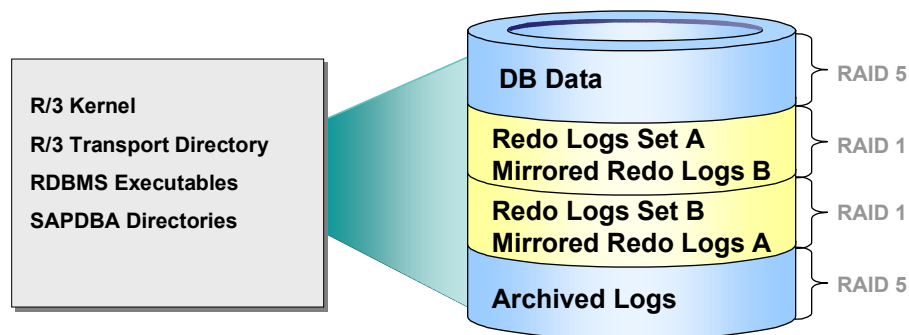 R/3 Kernel
R/3 Transport Directory
RDBMS Executables
SAPDBA Directories
DB Data
RAID 5
Redo Logs Set A
Mirrored Redo Logs B
RAID 1
Redo Logs Set B
Mirrored Redo Logs A
RAID 1
Archived Logs
RAID 5